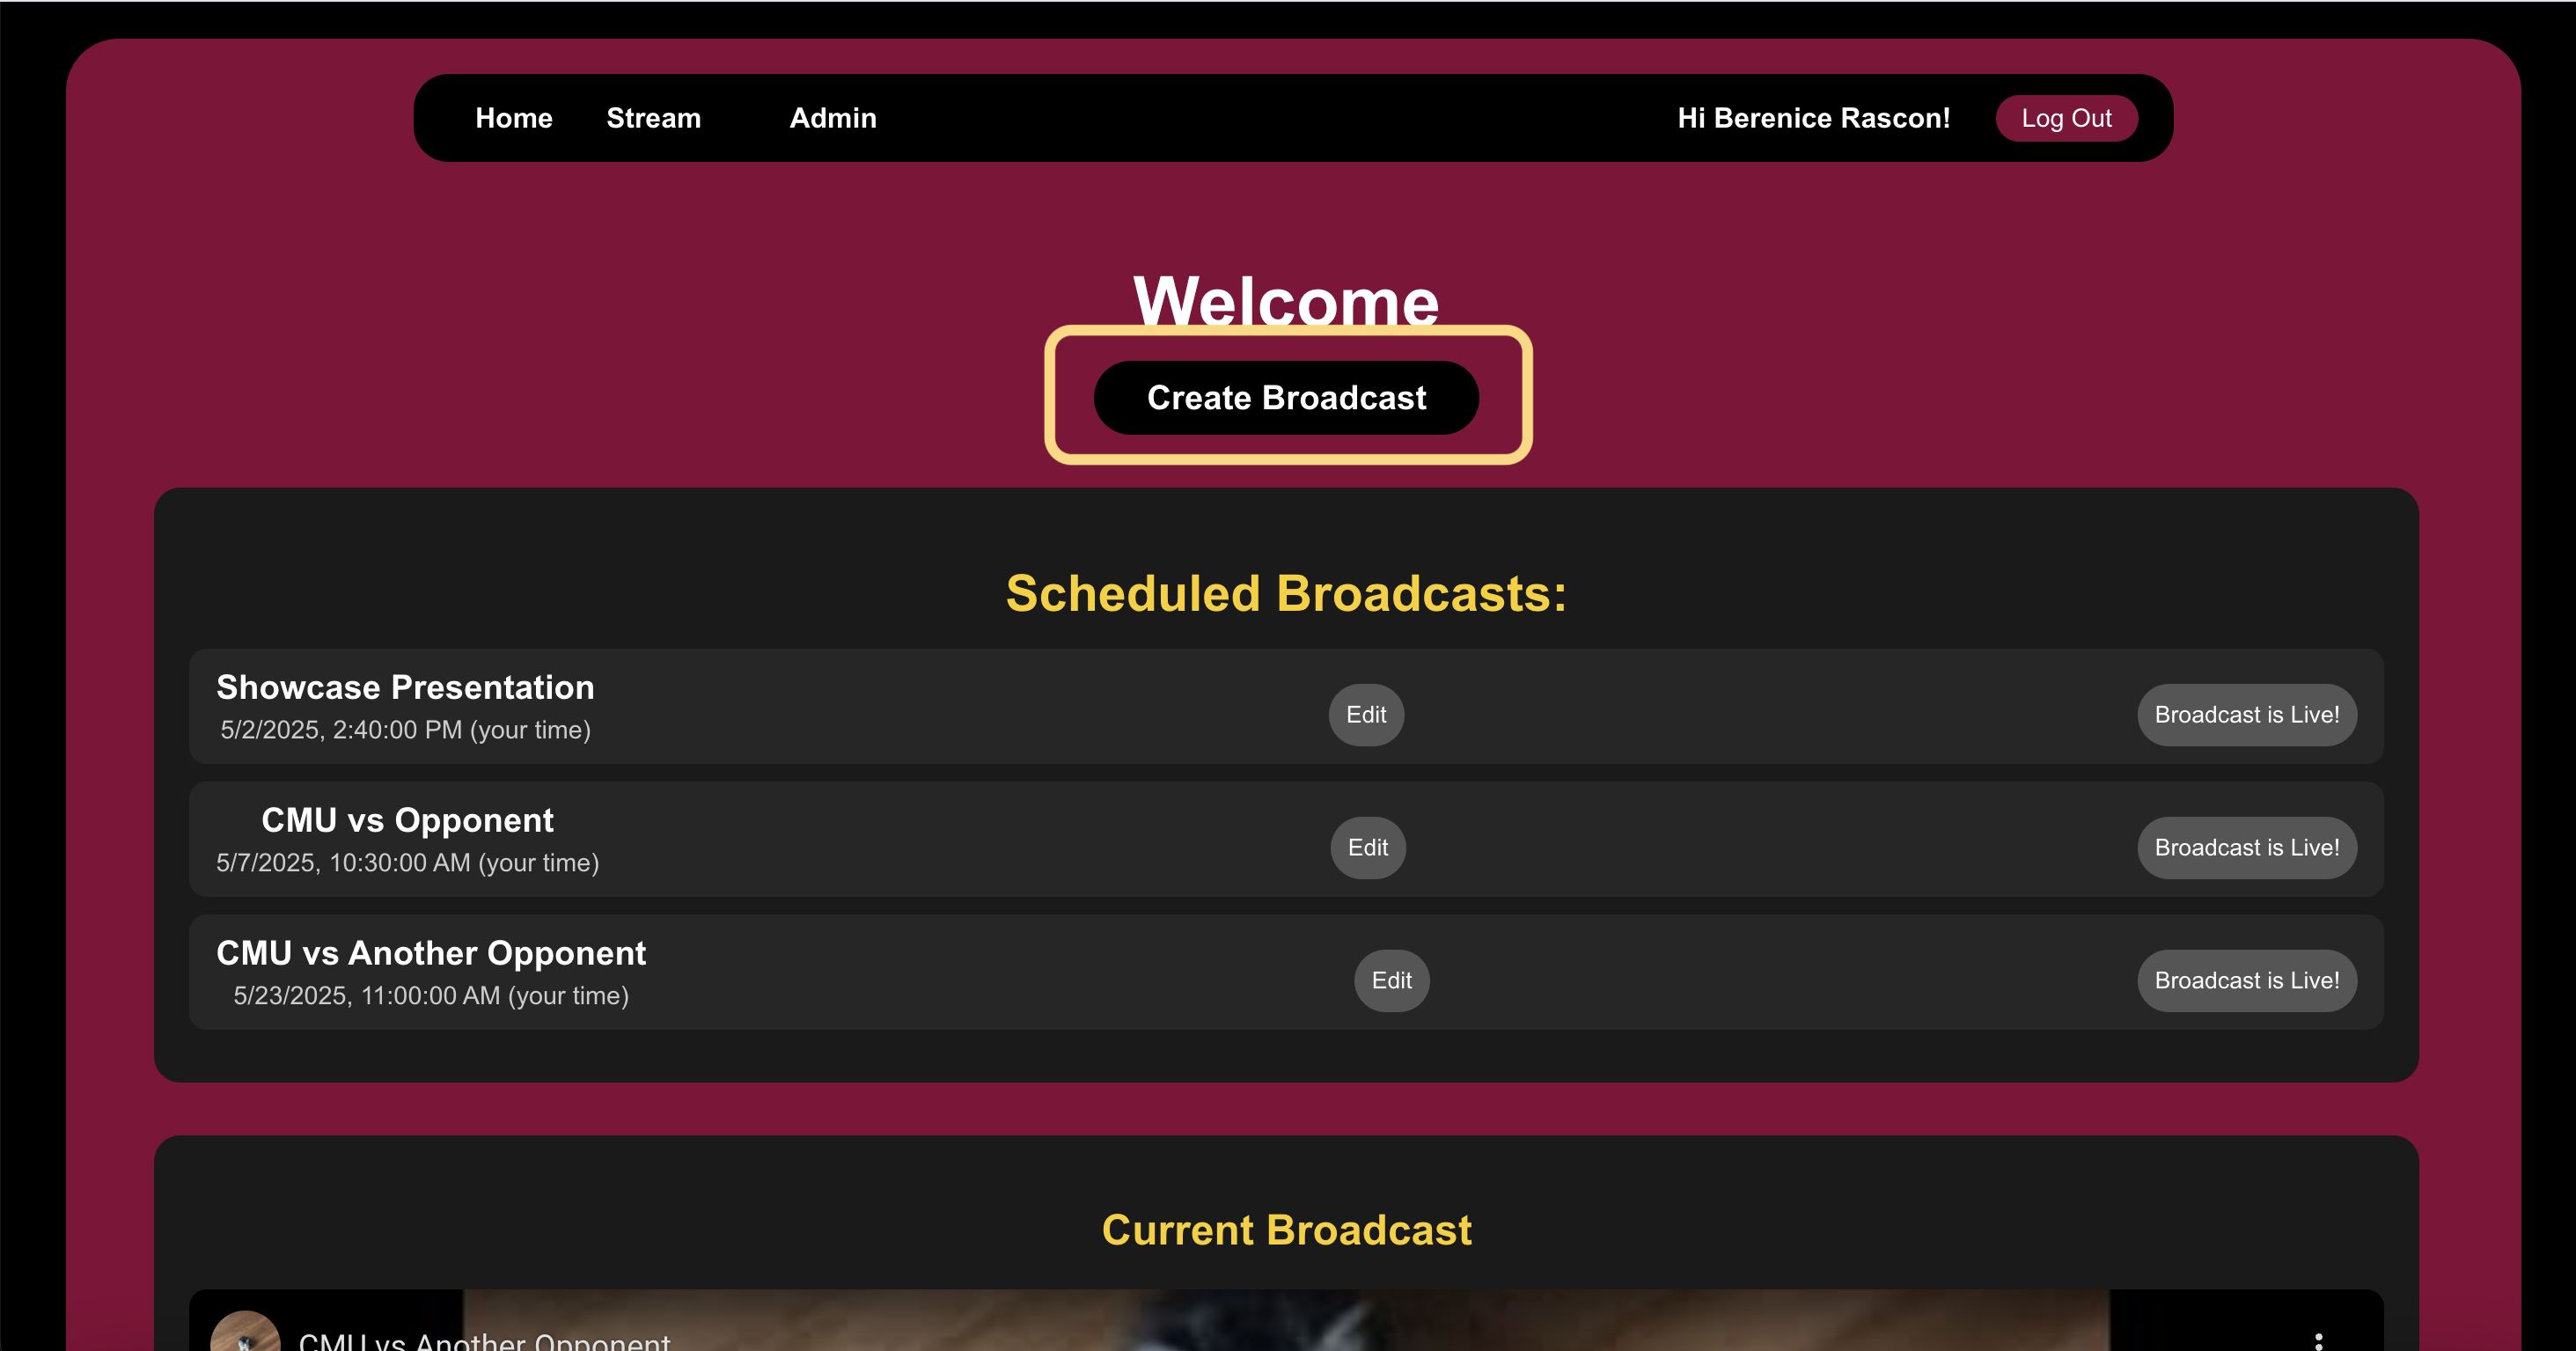 Home Stream Admin Hi Berenice Rascon! Log Out
Welcome
Create Broadcast
Scheduled Broadcasts:
Showcase Presentation
5/2/2025, 2:40:00 PM (your time)
Edit
Broadcast is Live!
CMU vs Opponent
5/7/2025, 10:30:00 AM (your time)
Edit
Broadcast is Live!
CMU vs Another Opponent
5/23/2025, 11:00:00 AM (your time)
Edit
Broadcast is Live!
Current Broadcast
CMU vs Another Opponent